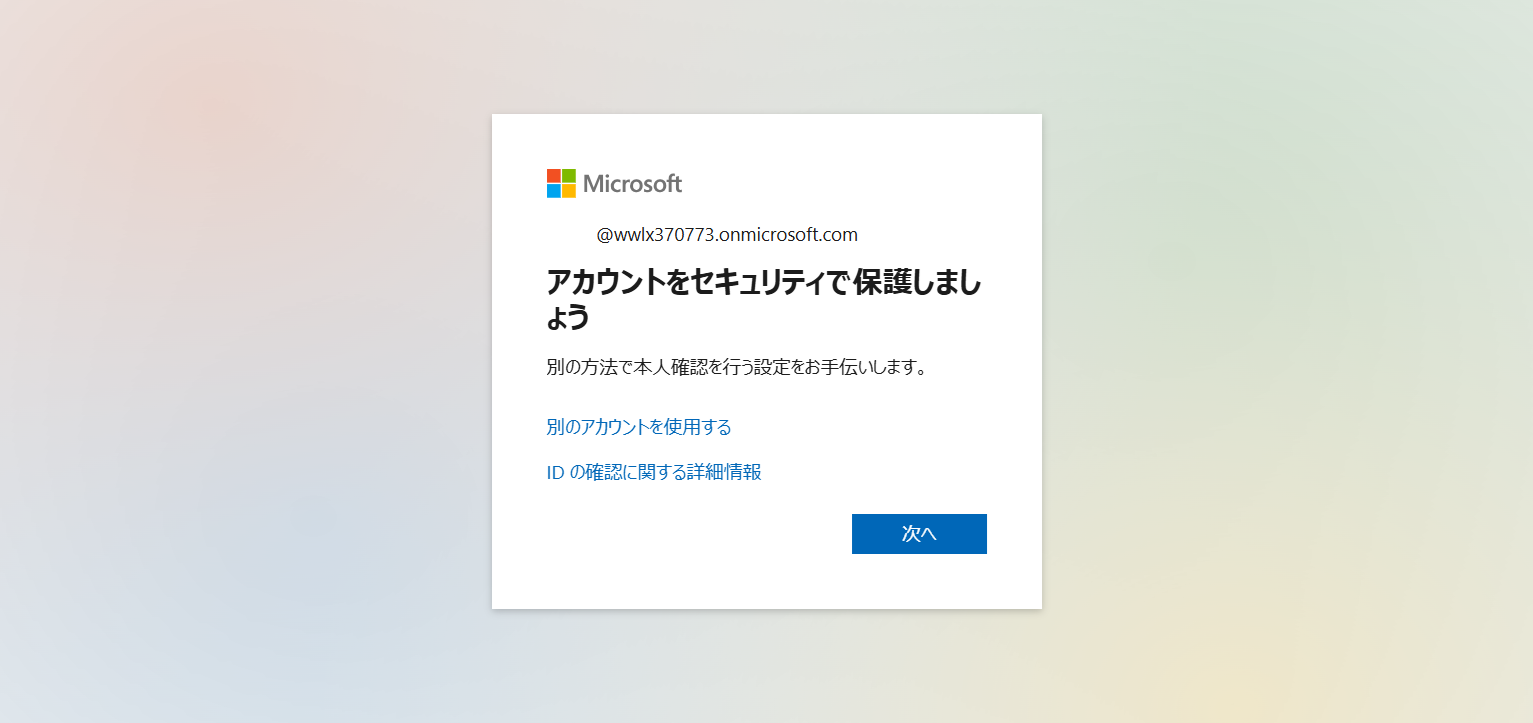 Microsoft
@wwlx370773.onmicrosoft.com
アカウントをセキュリティで保護しまし
ょう
別の方法で本人確認を行う設定をお手伝いします。
別のアカウントを使用する
ID の確認に関する詳細情報
次へ